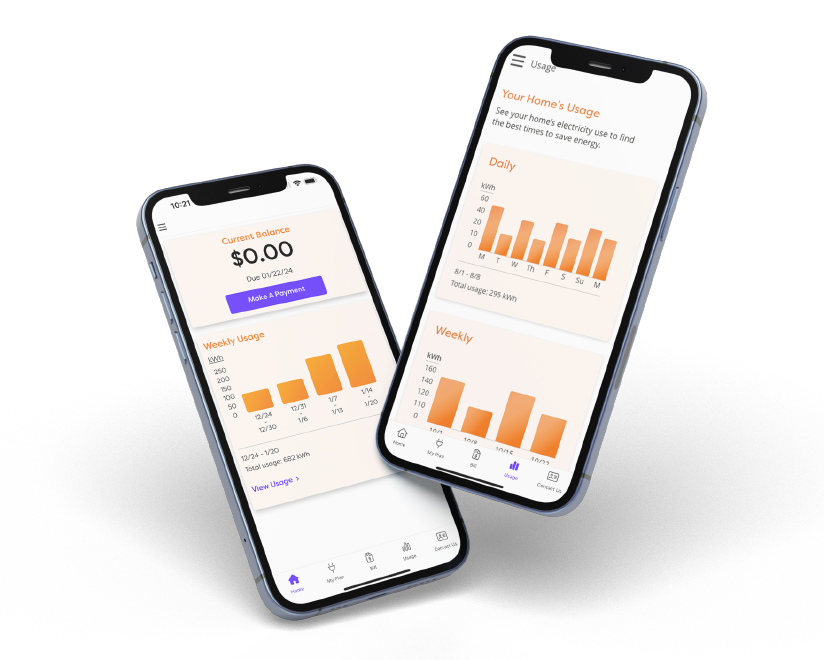 10:21
Current Balance
$0.00
Due 01/22/24
Make A Payment
Weekly Usage
kWh
250
200
150
100
50
0
12/24
-
12/30
12/31
-
1/6
1/7
-
1/13
1/14
-
1/20
12/24 - 1/20
Total usage: 682 kWh
View Usage >
Home
My Plan
Bill
Usage
Contact Us
Usage
Your Home's Usage
See your home's electricity use to find
the best times to save energy.
Daily
kWh
60
40
20
10
0
M T W Th F S Su M
8/1 - 8/8
Total usage: 295 kWh
Weekly
kWh
160
140
120
110
0
10/1
10/8
10/15
10/22
Home
My Plan
Bill
Usage
Contact Us